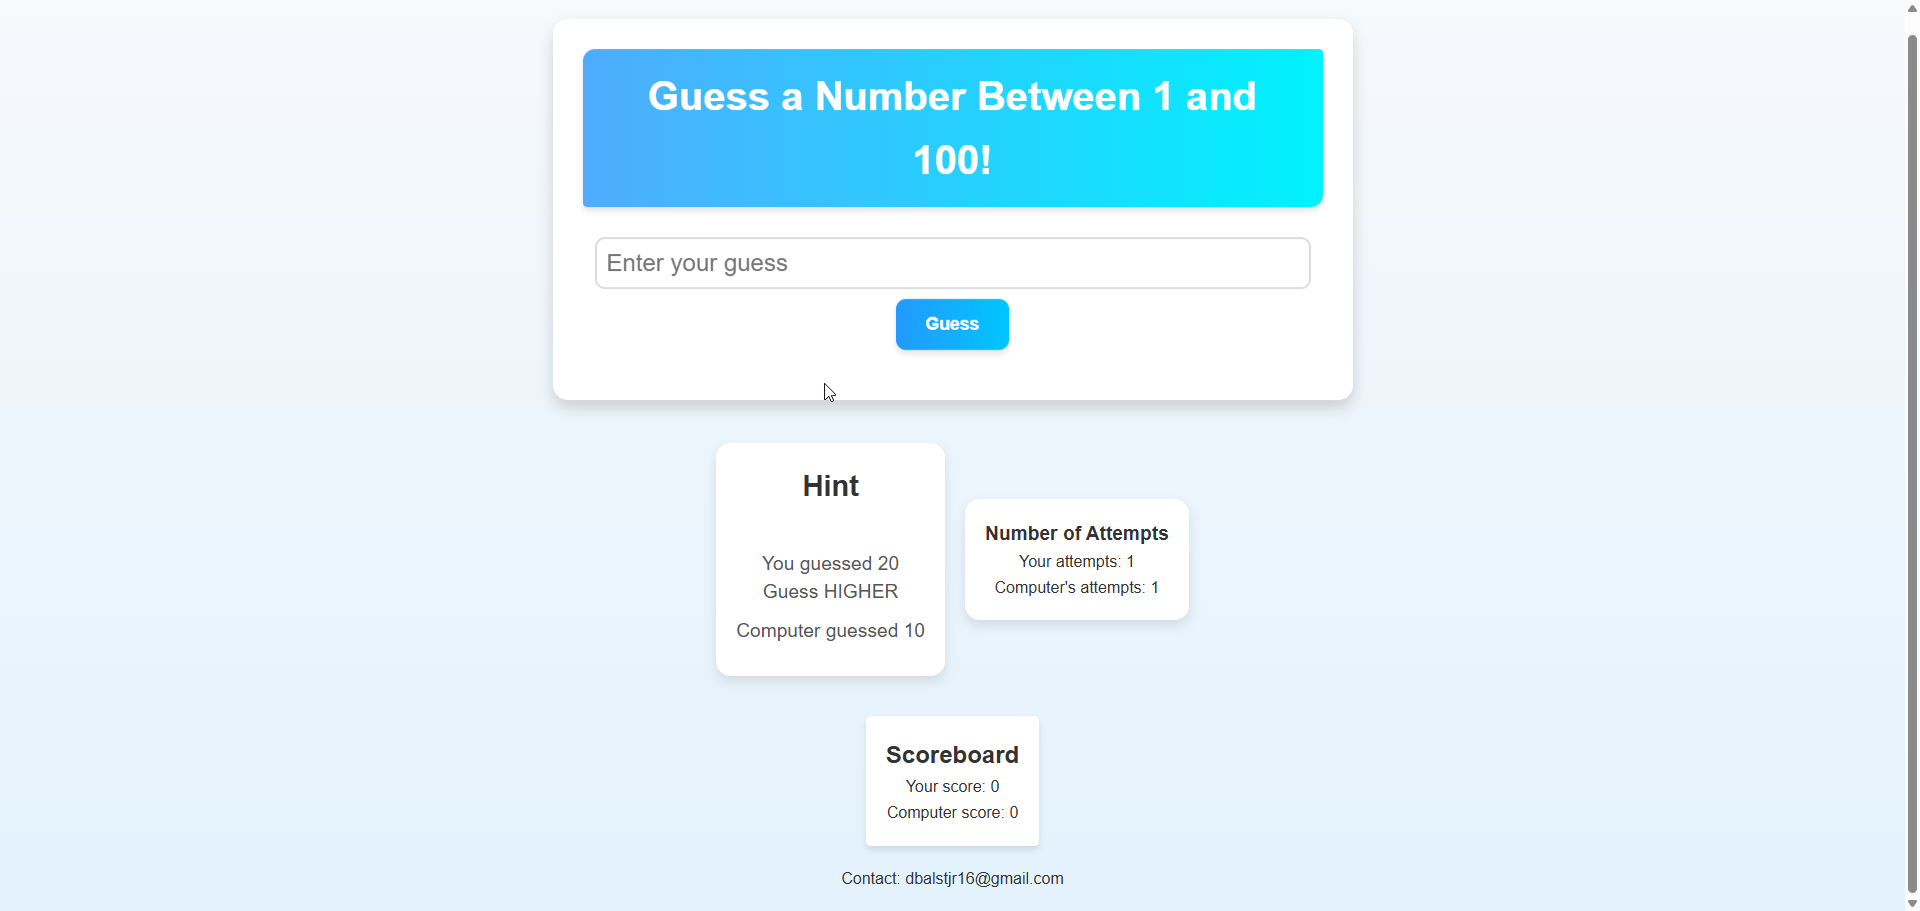 Guess a Number Between 1 and
100!
Enter your guess
Guess
Hint
You guessed 20
Guess HIGHER
Computer guessed 10
Number of Attempts
Your attempts: 1
Computer's attempts: 1
Scoreboard
Your score: 0
Computer score: 0
Contact: dbalstjr16@gmail.com